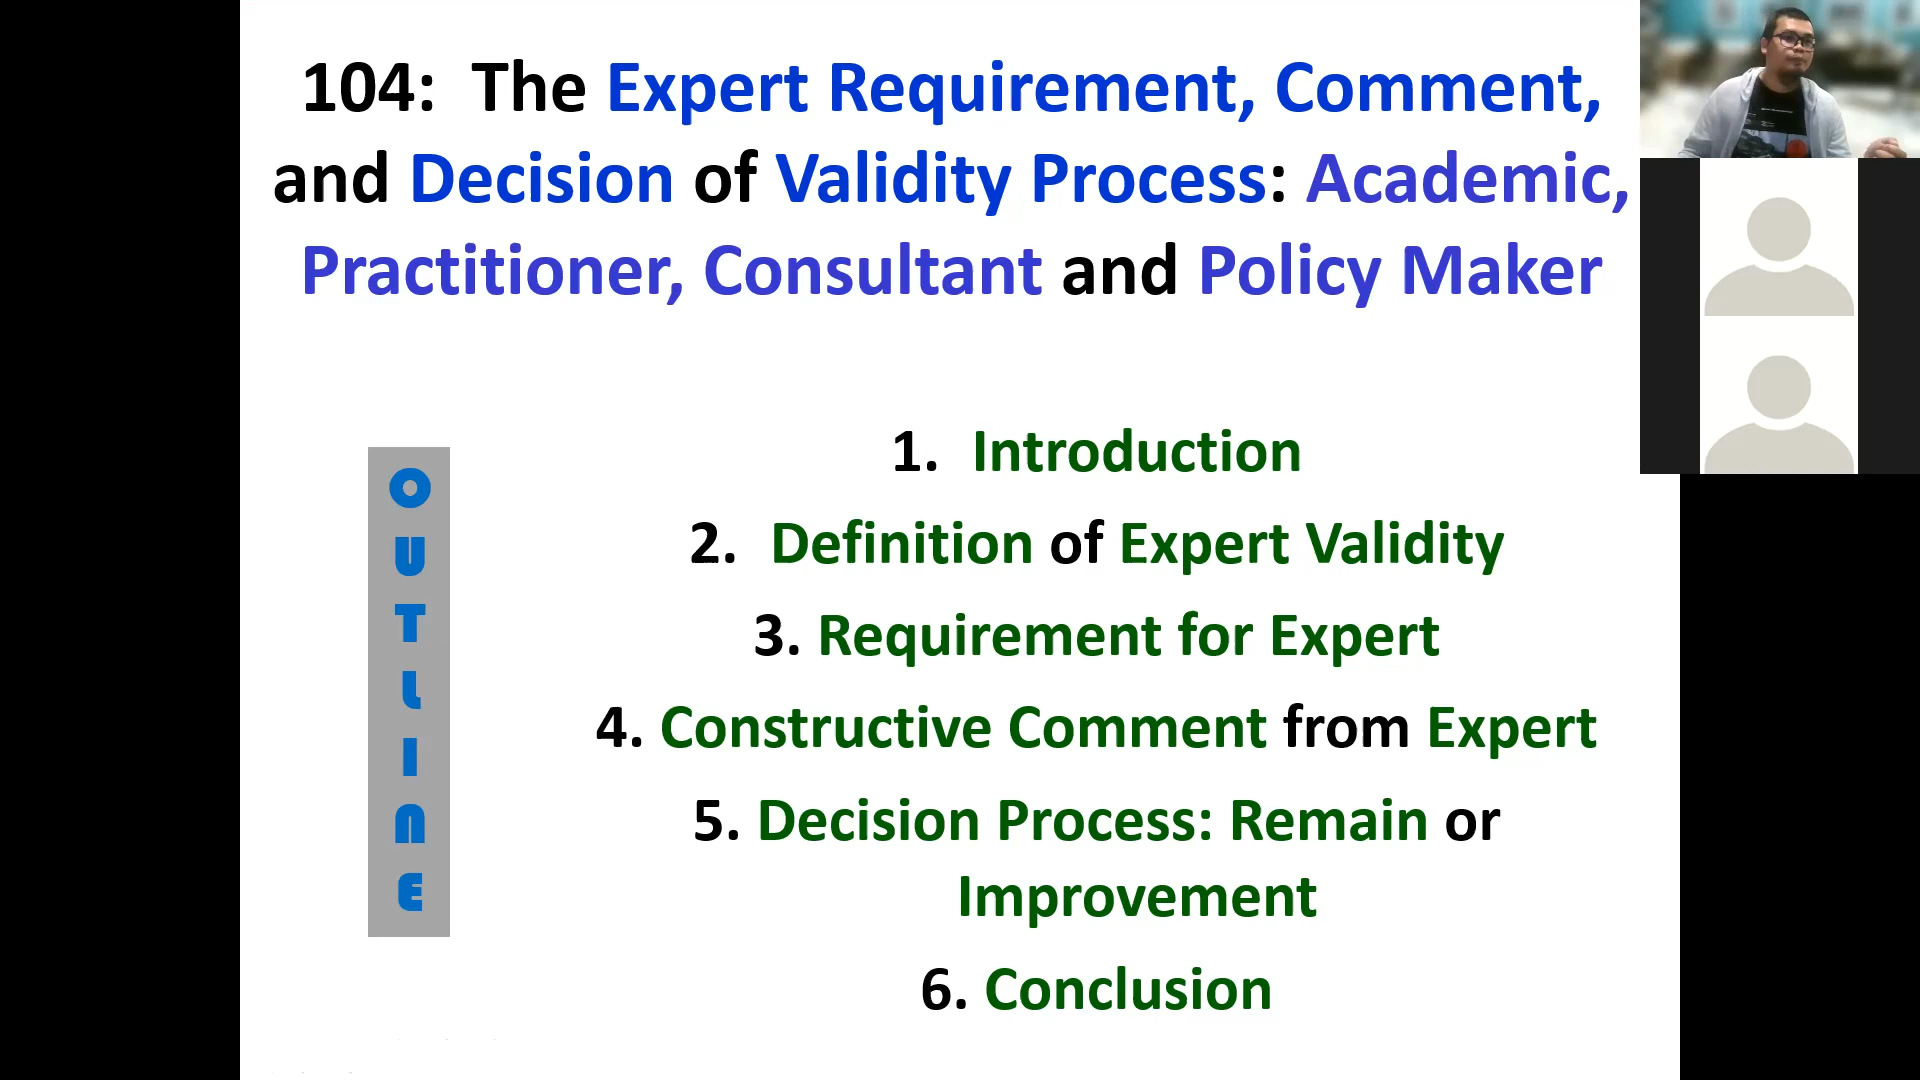 104: The Expert Requirement, Comment,
and Decision of Validity Process: Academic,
Practitioner, Consultant and Policy Maker
OUTLINE
1. Introduction
2. Definition of Expert Validity
3. Requirement for Expert
4. Constructive Comment from Expert
5. Decision Process: Remain or
Improvement
6. Conclusion